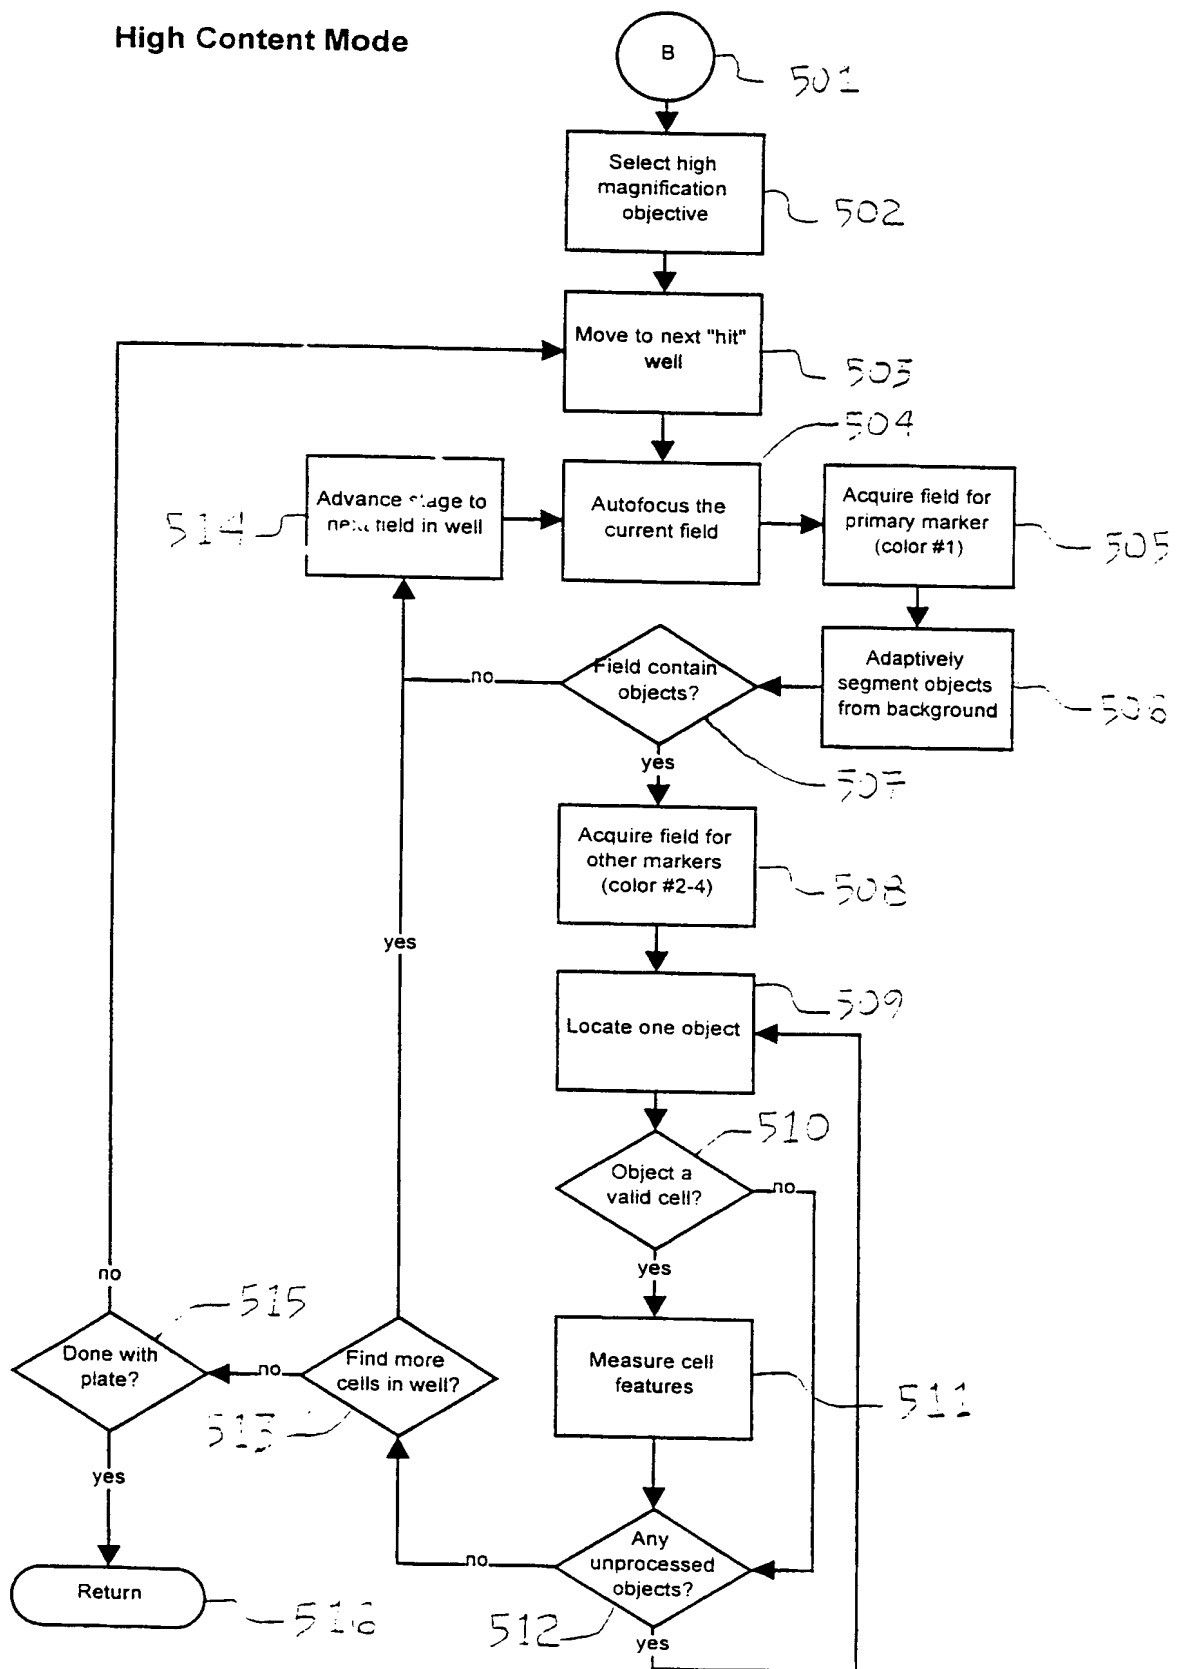 High Content Mode
B
501
Select high
magnification
objective
502
Move to next "hit"
well
503
504
Advance stage to
next field in well
514
Autofocus the
current field
Acquire field for
primary marker
(color #1)
505
Field contain
objects?
no
Adaptively
segment objects
from background
506
yes
507
Acquire field for
other markers
(color #2-4)
508
yes
509
Locate one object
510
Object a
valid cell?
no
yes
no
515
Done with
plate?
no
Find more
cells in well?
513
Measure cell
features
511
yes
Any
unprocessed
objects?
no
512
yes
Return
516